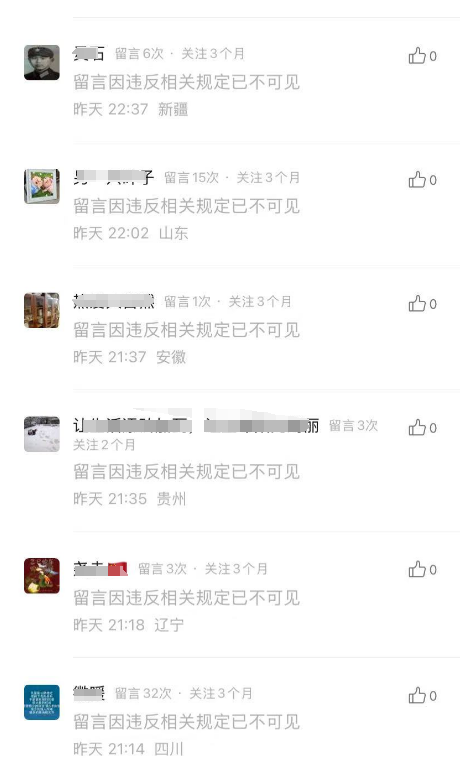 留言6次 · 关注3个月
0
留言因违反相关规定已不可见
昨天 22:37 新疆
留言15次 · 关注3个月
0
留言因违反相关规定已不可见
昨天 22:02 山东
留言1次 · 关注3个月
0
留言因违反相关规定已不可见
昨天 21:37 安徽
留言3次
0
关注2个月
留言因违反相关规定已不可见
昨天 21:35 贵州
留言3次 · 关注3个月
0
留言因违反相关规定已不可见
昨天 21:18 辽宁
留言32次 · 关注3个月
0
留言因违反相关规定已不可见
昨天 21:14 四川